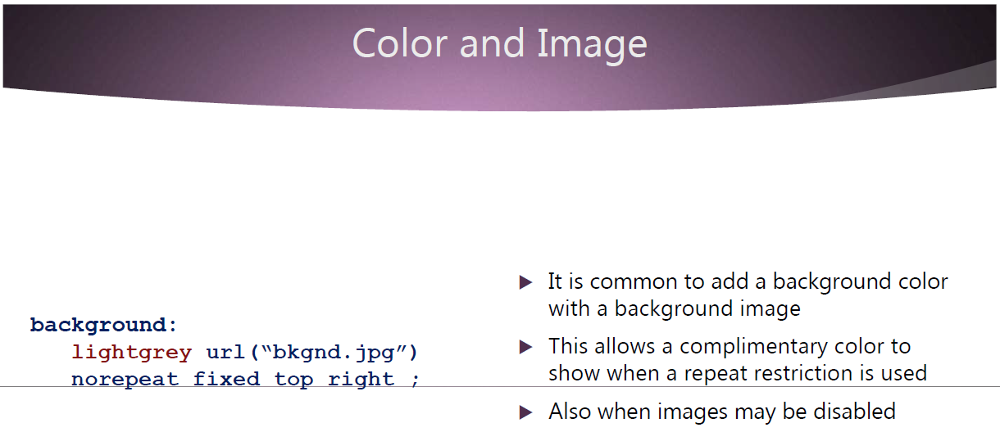 Color and Image
background:
lightgrey url(“bkgnd.jpg”)
norepeat fixed top right ;
▶ It is common to add a background color
with a background image
▶ This allows a complimentary color to
show when a repeat restriction is used
▶ Also when images may be disabled